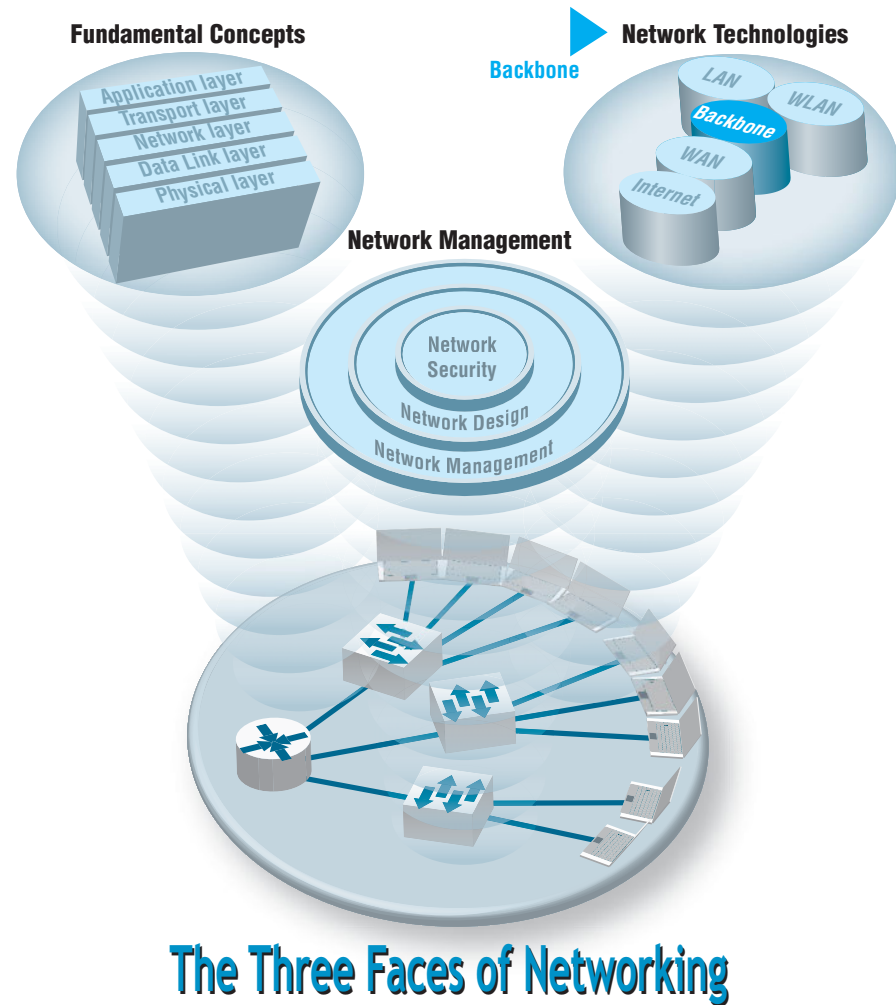 Fundamental Concepts
Application layer
Transport layer
Network layer
Data Link layer
Physical layer
Backbone
Network Technologies
LAN
WLAN
Backbone
WAN
Internet
Network Management
Network
Security
Network Design
Network Management
The Three Faces of Networking